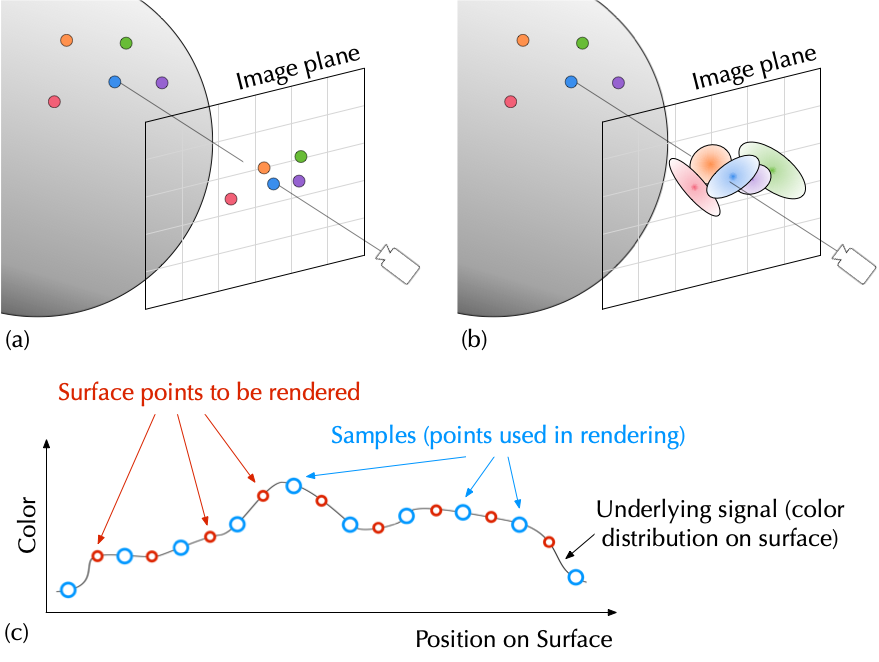 Image plane
Image plane
(a)
(b)
Surface points to be rendered
Samples (points used in rendering)
Color
Underlying signal (color
distribution on surface)
(c)
Position on Surface